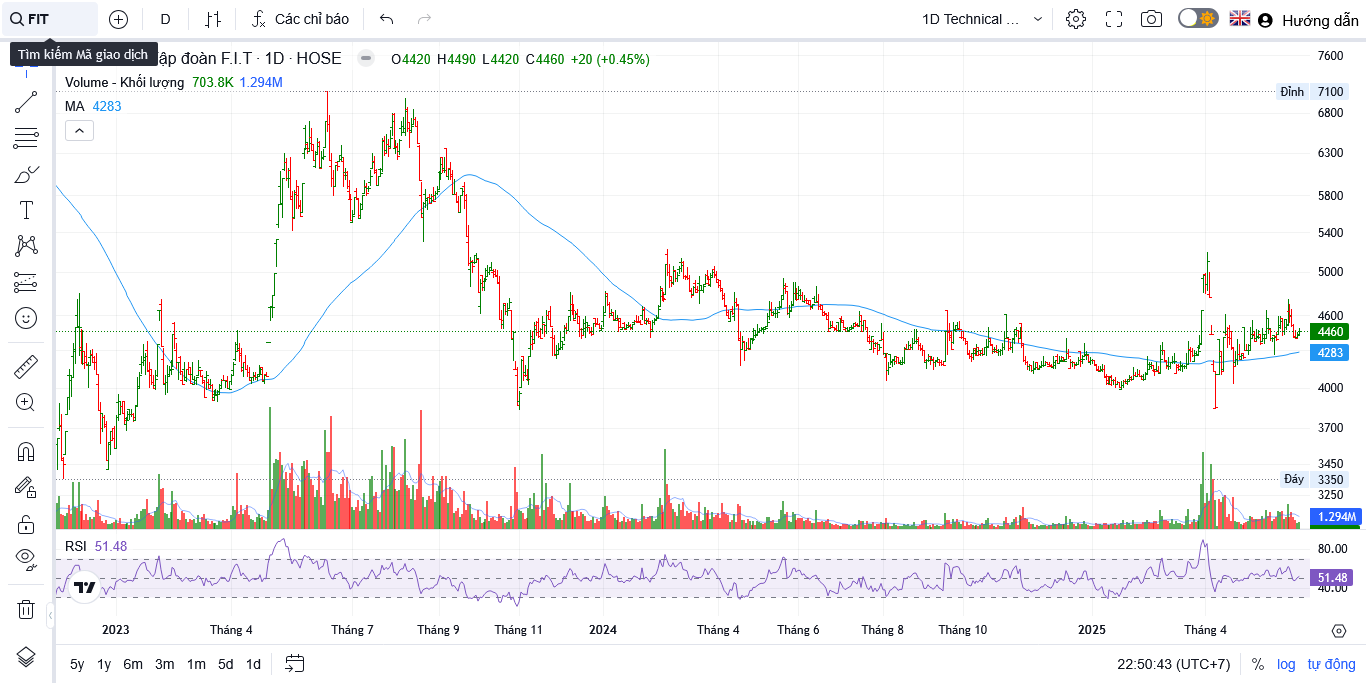 FIT
D
Các chỉ báo
1D Technical ...
Hướng dẫn
Tìm kiếm Mã giao dịch
ập đoàn F.I.T · 1D · HOSE
O4420 H4490 L4420 C4460 +20 (+0.45%)
Volume - Khối lượng 703.8K 1.294M
MA 4283
7600
Đỉnh 7100
6800
6300
5800
5400
5000
4600
4460
4283
4000
3700
3450
Đáy 3350
3250
1.294M
RSI 51.48
80.00
51.48
40.00
2023 Tháng 4 Tháng 7 Tháng 9 Tháng 11 2024 Tháng 4 Tháng 6 Tháng 8 Tháng 10 2025 Tháng 4
5y 1y 6m 3m 1m 5d 1d
22:50:43 (UTC+7) % log tự động